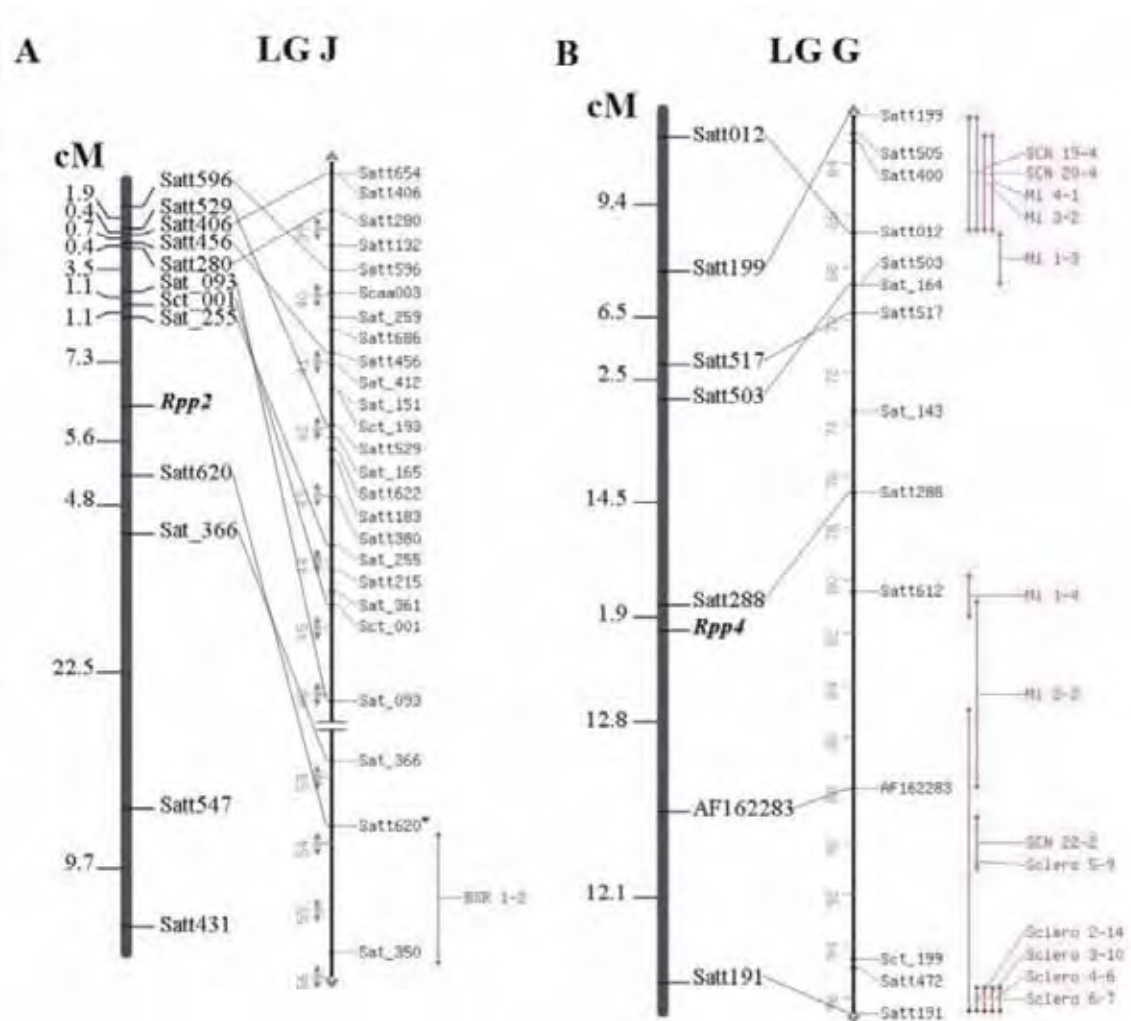 A
LG J
cM
1.9
0.4
0.7
0.4
3.5
1.1
1.1
7.3
5.6
4.8
22.5
9.7
Satt596
Satt529
Satt406
Satt456
Satt280
Sat_093
Sct_001
Sat_255
Rpp2
Satt620
Sat_366
Satt547
Satt431
Satt654
Satt406
Satt280
Satt132
Satt596
Scaa003
Sat_259
Satt686
Satt456
Sat_412
Sat_151
Sct_193
Satt529
Sat_165
Satt622
Satt183
Satt380
Sat_255
Satt215
Sat_361
Sct_001
Sat_093
Sat_366
Satt620*
Sat_350
BSR 1-2
B
LG G
cM
9.4
6.5
2.5
14.5
1.9
12.8
12.1
Satt012
Satt199
Satt517
Satt503
Satt288
Rpp4
AF162283
Satt191
Satt199
Satt505
Satt400
Satt012
Satt503
Sat_164
Satt517
Sat_143
Satt288
Satt612
AF162283
Sct_199
Satt472
Satt191
SCN 19-4
SCN 20-4
Mi 4-1
Mi 3-2
Mi 1-3
Mi 1-4
Mi 2-2
SCN 22-2
Sclero 5-9
Sclero 2-14
Sclero 3-10
Sclero 4-6
Sclero 6-7